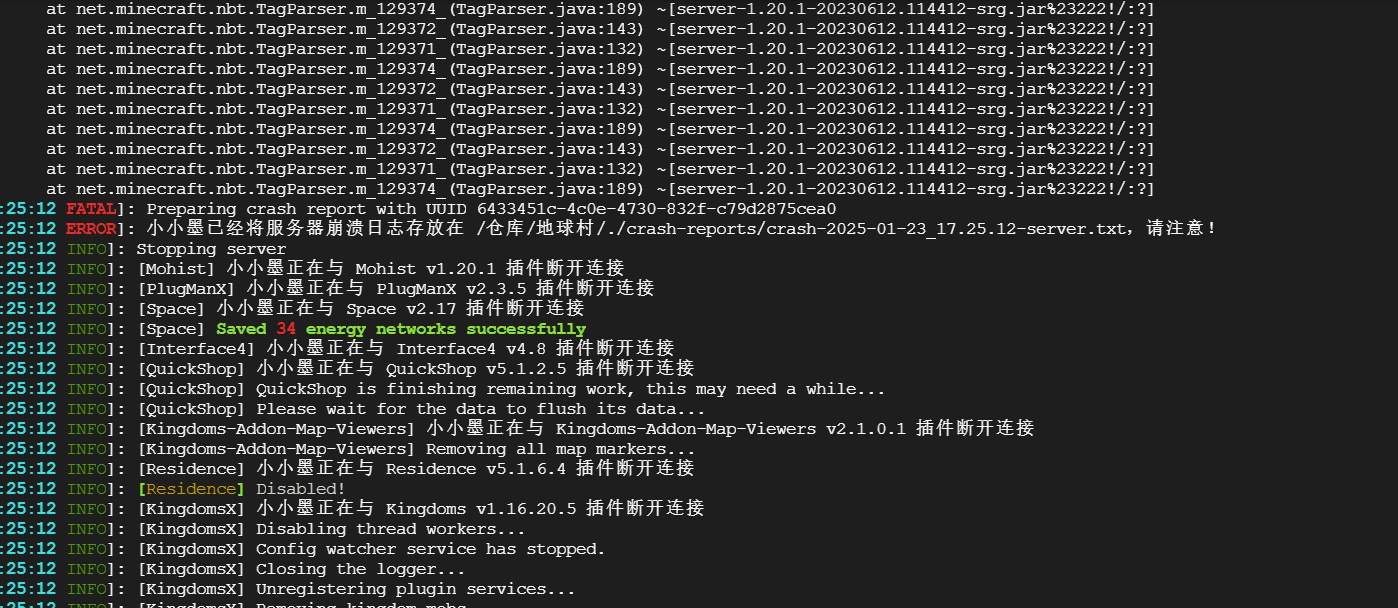 at net.minecraft.nbt.TagParser.m_129374_(TagParser.java:189) ~[server-1.20.1-20230612.114412-srg.jar%23222!/:?]
at net.minecraft.nbt.TagParser.m_129372_(TagParser.java:143) ~[server-1.20.1-20230612.114412-srg.jar%23222!/:?]
at net.minecraft.nbt.TagParser.m_129371_(TagParser.java:132) ~[server-1.20.1-20230612.114412-srg.jar%23222!/:?]
at net.minecraft.nbt.TagParser.m_129374_(TagParser.java:189) ~[server-1.20.1-20230612.114412-srg.jar%23222!/:?]
at net.minecraft.nbt.TagParser.m_129372_(TagParser.java:143) ~[server-1.20.1-20230612.114412-srg.jar%23222!/:?]
at net.minecraft.nbt.TagParser.m_129371_(TagParser.java:132) ~[server-1.20.1-20230612.114412-srg.jar%23222!/:?]
at net.minecraft.nbt.TagParser.m_129374_(TagParser.java:189) ~[server-1.20.1-20230612.114412-srg.jar%23222!/:?]
at net.minecraft.nbt.TagParser.m_129372_(TagParser.java:143) ~[server-1.20.1-20230612.114412-srg.jar%23222!/:?]
at net.minecraft.nbt.TagParser.m_129371_(TagParser.java:132) ~[server-1.20.1-20230612.114412-srg.jar%23222!/:?]
at net.minecraft.nbt.TagParser.m_129374_(TagParser.java:189) ~[server-1.20.1-20230612.114412-srg.jar%23222!/:?]
:25:12 FATAL]: Preparing crash report with UUID 6433451c-4c0e-4730-832f-c79d2875cea0
:25:12 ERROR]: 小小墨已经将服务器崩溃日志存放在 /仓库/地球村/./crash-reports/crash-2025-01-23_17.25.12-server.txt, 请注意!
:25:12 INFO]: Stopping server
:25:12 INFO]: [Mohist] 小小墨正在与 Mohist v1.20.1 插件断开连接
:25:12 INFO]: [PlugManX] 小小墨正在与 PlugManX v2.3.5 插件断开连接
:25:12 INFO]: [Space] 小小墨正在与 Space v2.17 插件断开连接
:25:12 INFO]: [Space] Saved 34 energy networks successfully
:25:12 INFO]: [Interface4] 小小墨正在与 Interface4 v4.8 插件断开连接
:25:12 INFO]: [QuickShop] 小小墨正在与 QuickShop v5.1.2.5 插件断开连接
:25:12 INFO]: [QuickShop] QuickShop is finishing remaining work, this may need a while...
:25:12 INFO]: [QuickShop] Please wait for the data to flush its data...
:25:12 INFO]: [Kingdoms-Addon-Map-Viewers] 小小墨正在与 Kingdoms-Addon-Map-Viewers v2.1.0.1 插件断开连接
:25:12 INFO]: [Kingdoms-Addon-Map-Viewers] Removing all map markers...
:25:12 INFO]: [Residence] 小小墨正在与 Residence v5.1.6.4 插件断开连接
:25:12 INFO]: [Residence] Disabled!
:25:12 INFO]: [KingdomsX] 小小墨正在与 Kingdoms v1.16.20.5 插件断开连接
:25:12 INFO]: [KingdomsX] Disabling thread workers...
:25:12 INFO]: [KingdomsX] Config watcher service has stopped.
:25:12 INFO]: [KingdomsX] Closing the logger...
:25:12 INFO]: [KingdomsX] Unregistering plugin services...
:25:12 INFO]: [KingdomsX] Removing kingdom mobs